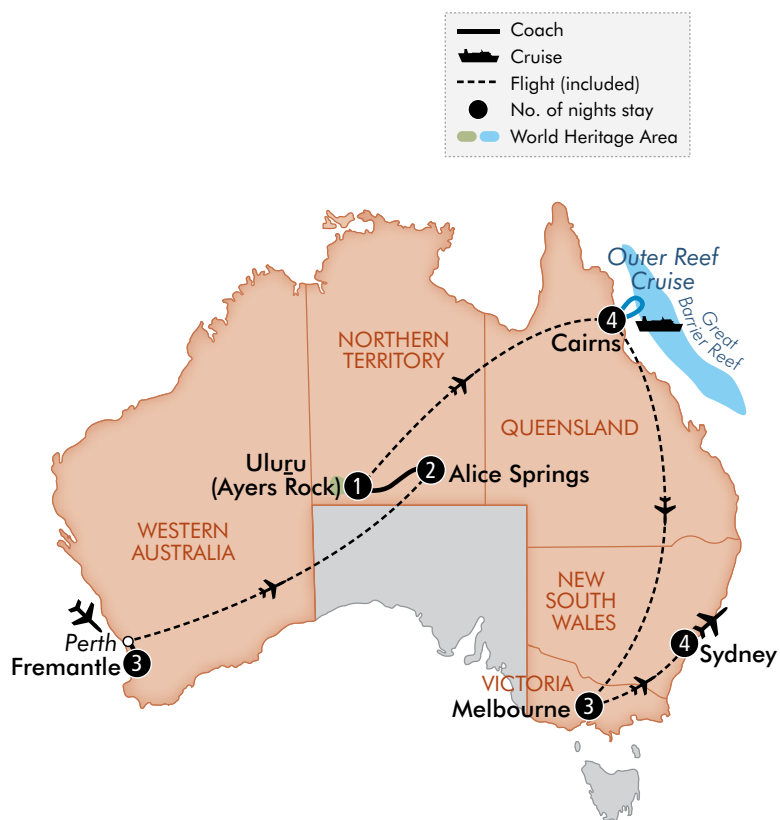 Coach
Cruise
Flight (included)
No. of nights stay
World Heritage Area
Outer Reef
Cruise
Great
Barrier Reef
4
Cairns
NORTHERN
TERRITORY
QUEENSLAND
Uluṟu
(Ayers Rock)
1
2
Alice Springs
WESTERN
AUSTRALIA
NEW
SOUTH
WALES
Perth
Fremantle
3
4
Sydney
VICTORIA
Melbourne
3